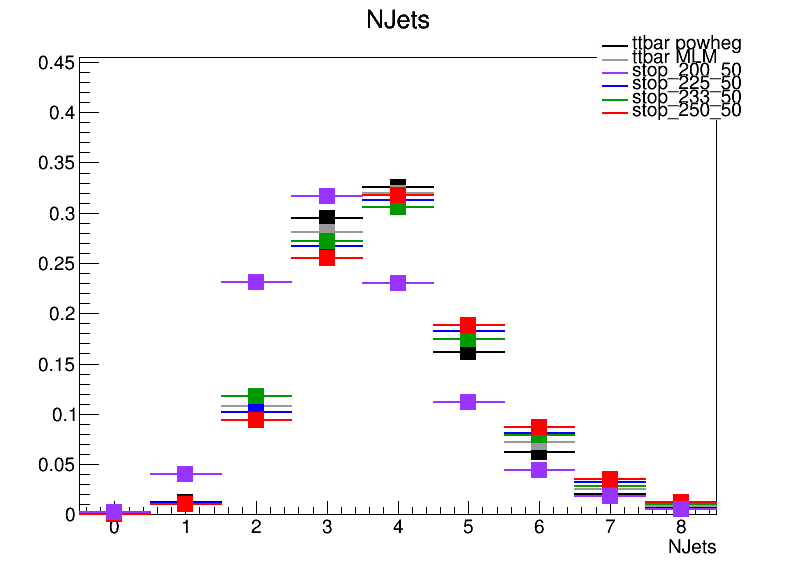 NJets
ttbar powheg
ttbar MLM
stop_200_50
stop_225_50
stop_233_50
stop_250_50
0.45
0.4
0.35
0.3
0.25
0.2
0.15
0.1
0.05
0
0 1 2 3 4 5 6 7 8
NJets